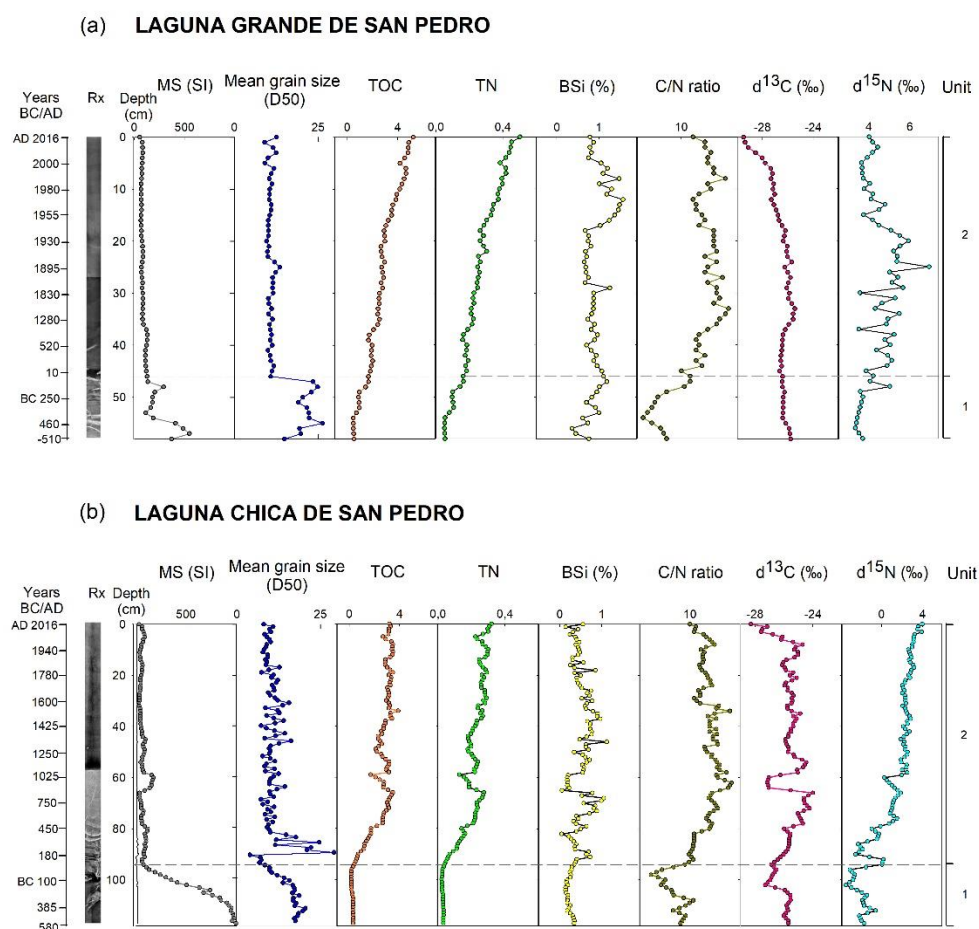 (a) LAGUNA GRANDE DE SAN PEDRO
Years BC/AD
Rx
Depth (cm)
MS (SI)
Mean grain size (D50)
TOC
TN
BSi (%)
C/N ratio
d13C (‰)
d15N (‰)
Unit
500 0
25
0 4
0,0 0,4
0 1
10
-28 -24
4 6
AD 2016
2000
1980
1955
1930
1895
1830
1280
520
10
BC 250
460
-510
0
10
20
30
40
50
2
1
(b) LAGUNA CHICA DE SAN PEDRO
Years BC/AD
Rx
Depth (cm)
MS (SI)
Mean grain size (D50)
TOC
TN
BSi (%)
C/N ratio
d13C (‰)
d15N (‰)
Unit
500 0
25
0 4
0,0 0,4
0 1
10
-28 -24
0 4
AD 2016
1940
1780
1600
1425
1250
1025
750
450
180
BC 100
385
580
0
20
40
60
80
100
2
1